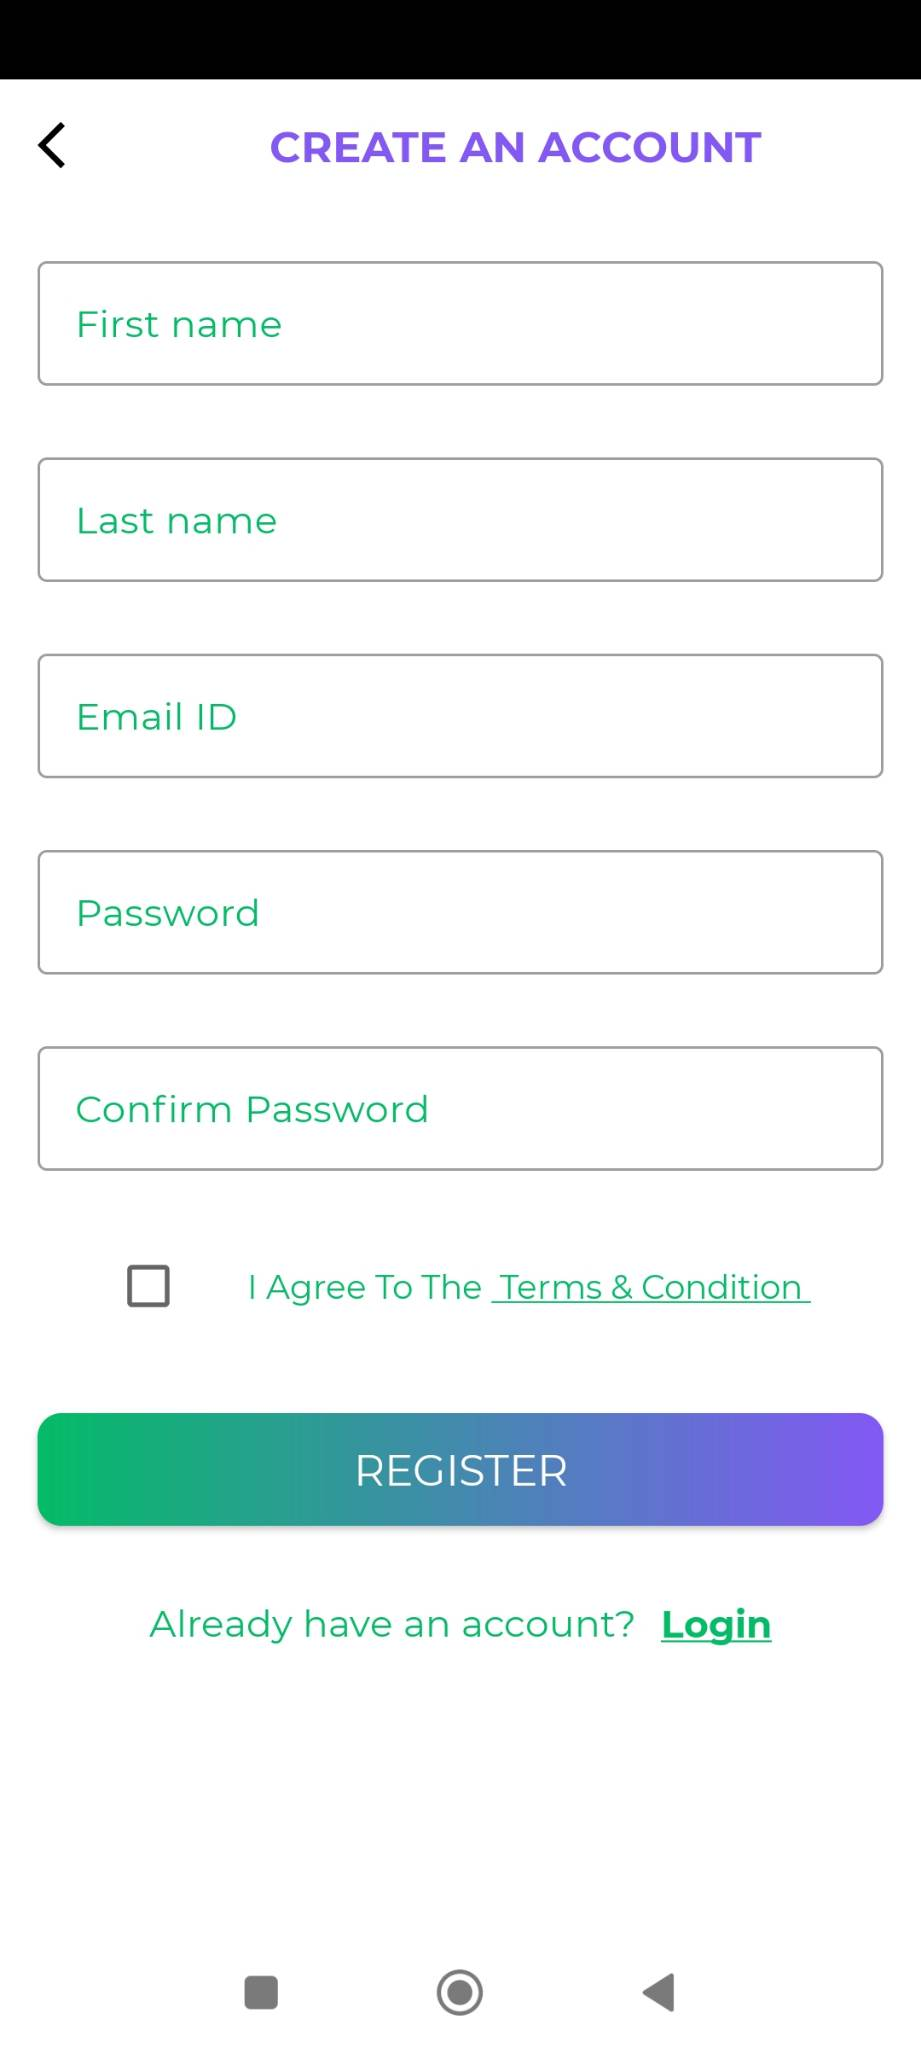 CREATE AN ACCOUNT
First name
Last name
Email ID
Password
Confirm Password
I Agree To The Terms & Condition
REGISTER
Already have an account? Login